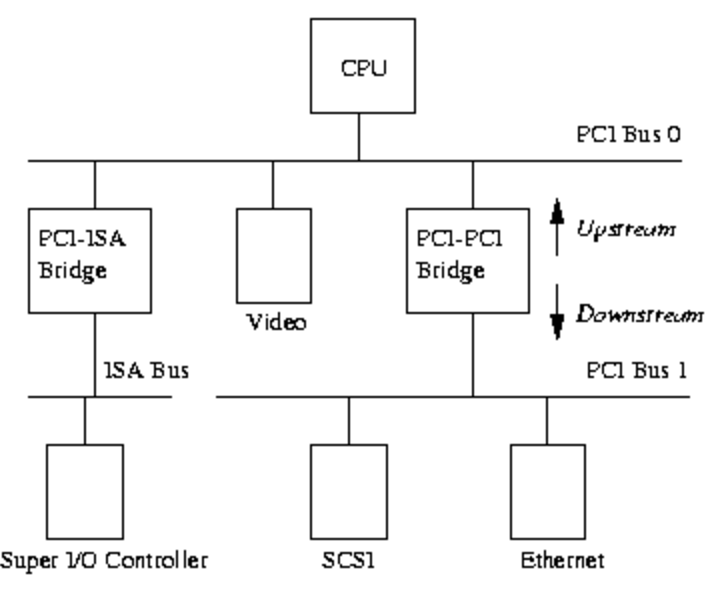 CPU
PCI Bus 0
PCI-ISA
Bridge
Video
PCI-PCI
Bridge
Upstream
Downstream
ISA Bus
PCI Bus 1
Super I/O Controller
SCSI
Ethernet